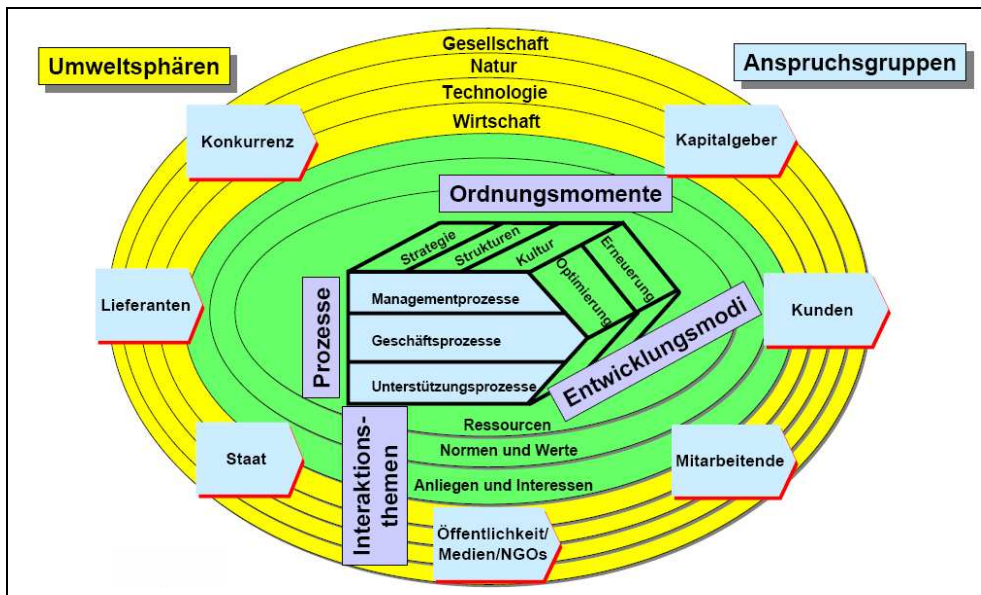 Umweltsphären
Anspruchsgruppen
Gesellschaft
Natur
Technologie
Wirtschaft
Konkurrenz
Kapitalgeber
Ordnungsmomente
Strategie
Strukturen
Kultur
Optimierung
Erneuerung
Prozesse
Managementprozesse
Geschäftsprozesse
Unterstützungsprozesse
Entwicklungsmodi
Lieferanten
Kunden
Interaktions-
themen
Ressourcen
Normen und Werte
Anliegen und Interessen
Staat
Mitarbeitende
Öffentlichkeit/
Medien/NGOs